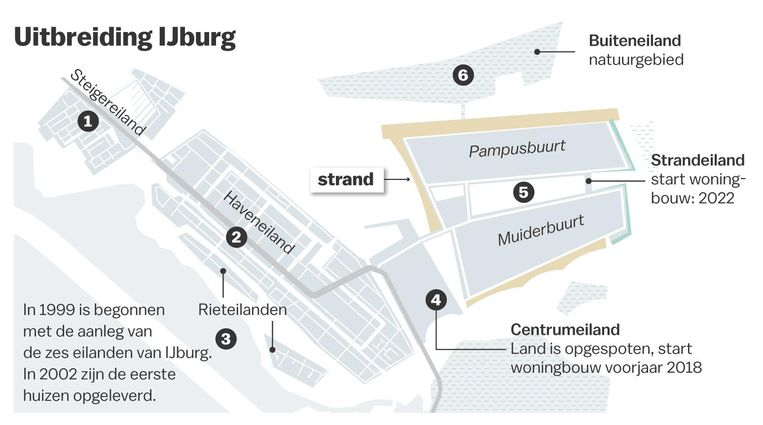 Uitbreiding IJburg
Steigereiland
1
Haveneiland
2
Rieteilanden
3
In 1999 is begonnen
met de aanleg van
de zes eilanden van IJburg.
In 2002 zijn de eerste
huizen opgeleverd.
Buiteneiland
natuurgebied
6
Pampusbuurt
strand
5
Strandeiland
start woning-
bouw: 2022
Muiderbuurt
4
Centrumeiland
Land is opgespoten, start
woningbouw voorjaar 2018